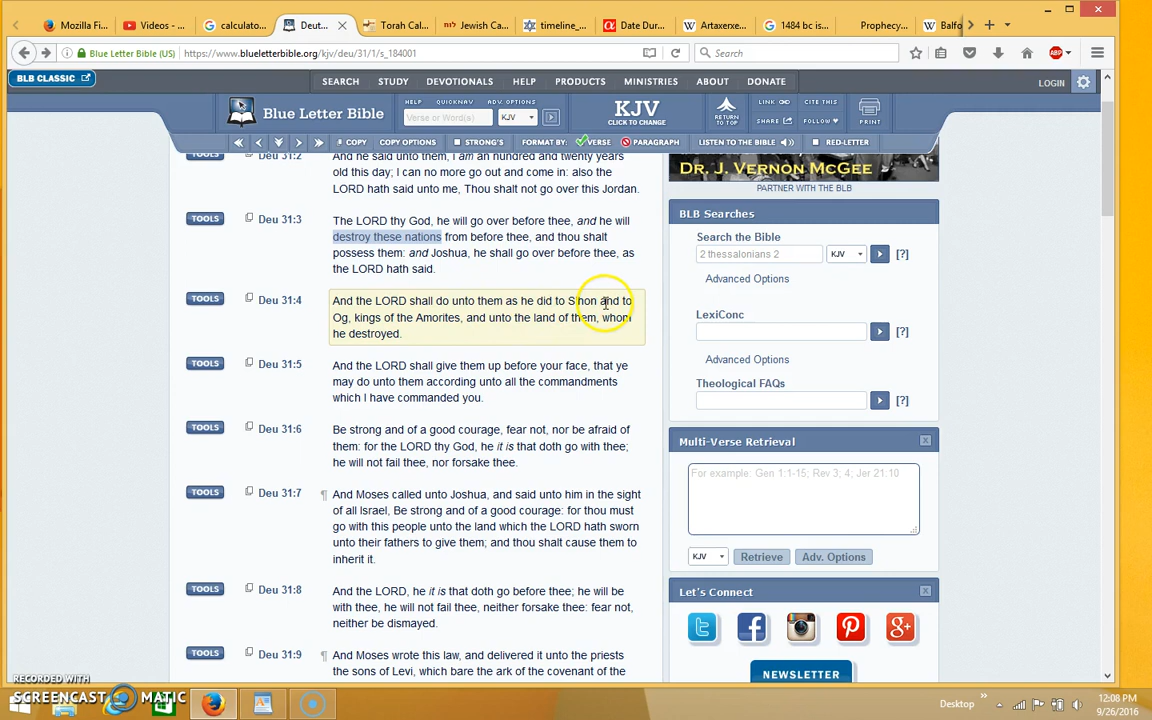 Mozilla Fi...
Videos - ...
calculato...
Deut...
Torah Cal...
Jewish Ca...
timeline_...
Date Dur...
Artaxerxe...
1484 bc is...
Prophecy...
Balfo
Blue Letter Bible (US)
https://www.blueletterbible.org/kjv/deu/31/1/s_184001
Search
BLB CLASSIC
SEARCH STUDY DEVOTIONALS HELP PRODUCTS MINISTRIES ABOUT DONATE
LOGIN
Blue Letter Bible
HELP QUICKNAV ADV. OPTIONS
Verse or Word(s) KJV
KJV
CLICK TO CHANGE
RETURN
TO TOP
LINK CITE THIS
SHARE FOLLOW
PRINT
COPY COPY OPTIONS STRONG'S FORMAT BY: VERSE PARAGRAPH LISTEN TO THE BIBLE RED-LETTER
TOOLS Deu 31:2 And he said unto them, I am an hundred and twenty years
old this day; I can no more go out and come in: also the
LORD hath said unto me, Thou shalt not go over this Jordan.
TOOLS Deu 31:3 The LORD thy God, he will go over before thee, and he will
destroy these nations from before thee, and thou shalt
possess them: and Joshua, he shall go over before thee, as
the LORD hath said.
TOOLS Deu 31:4 And the LORD shall do unto them as he did to Sihon and to
Og, kings of the Amorites, and unto the land of them, whom
he destroyed.
TOOLS Deu 31:5 And the LORD shall give them up before your face, that ye
may do unto them according unto all the commandments
which I have commanded you.
TOOLS Deu 31:6 Be strong and of a good courage, fear not, nor be afraid of
them: for the LORD thy God, he it is that doth go with thee;
he will not fail thee, nor forsake thee.
TOOLS Deu 31:7 ¶ And Moses called unto Joshua, and said unto him in the sight
of all Israel, Be strong and of a good courage: for thou must
go with this people unto the land which the LORD hath sworn
unto their fathers to give them; and thou shalt cause them to
inherit it.
TOOLS Deu 31:8 And the LORD, he it is that doth go before thee; he will be
with thee, he will not fail thee, neither forsake thee: fear not,
neither be dismayed.
TOOLS Deu 31:9 ¶ And Moses wrote this law, and delivered it unto the priests
the sons of Levi, which bare the ark of the covenant of the
DR. J. VERNON MCGEE
PARTNER WITH THE BLB
BLB Searches
Search the Bible
2 thessalonians 2 KJV [?]
Advanced Options
LexiConc
[?]
Advanced Options
Theological FAQs
[?]
Multi-Verse Retrieval
For example: Gen 1:1-15; Rev 3; 4; Jer 21:10
KJV Retrieve Adv. Options
Let's Connect
NEWSLETTER
RECORDED WITH
SCREENCAST MATIC
Desktop
12:08 PM
9/26/2016